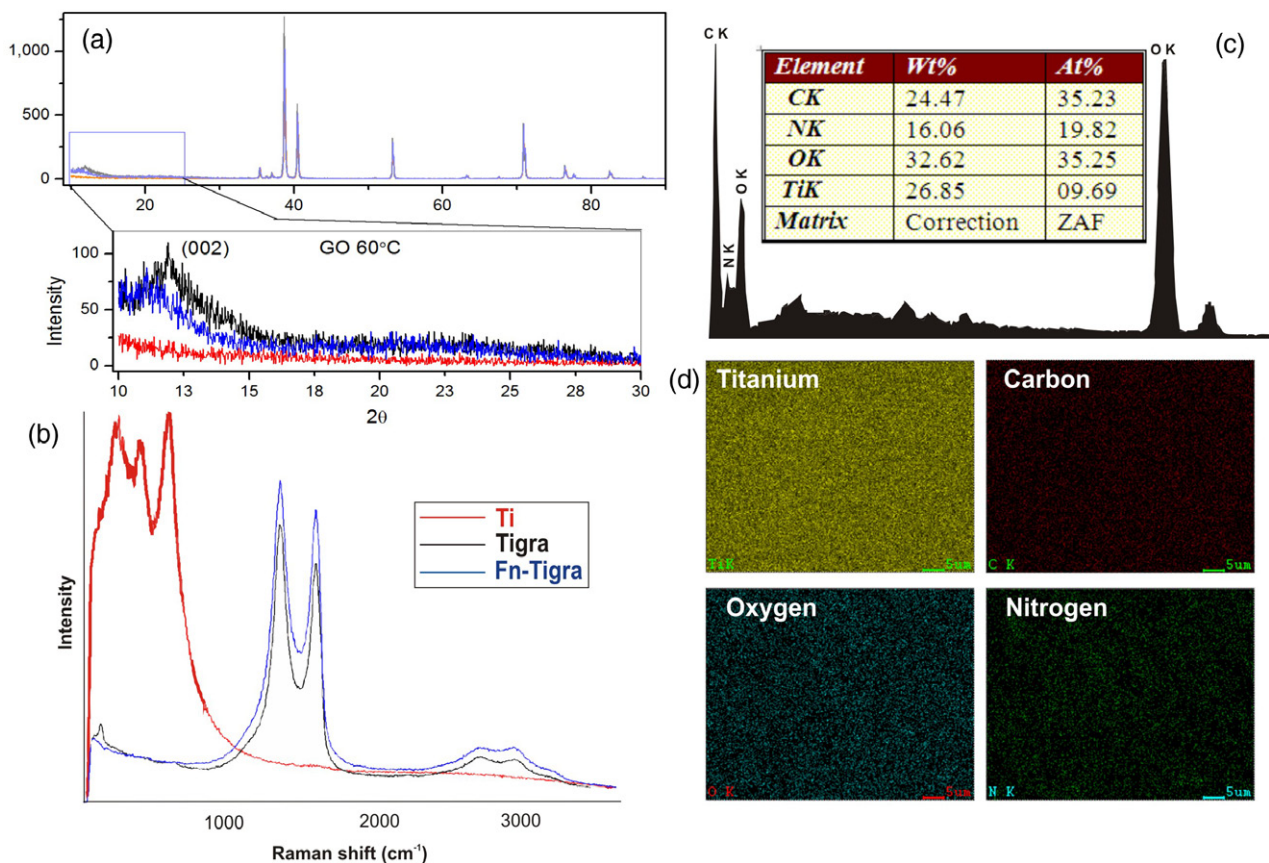 (a)
1,000
500
0
20 40 60 80
(002) GO 60°C
100
50
0
Intensity
10 13 15 18 20 23 25 28 30
2θ
(b)
Intensity
Ti
Tigra
Fn-Tigra
1000 2000 3000
Raman shift (cm⁻¹)
(c)
C K
N K
O K
O K
Element Wt% At%
CK 24.47 35.23
NK 16.06 19.82
OK 32.62 35.25
TiK 26.85 09.69
Matrix Correction ZAF
(d)
Titanium
TiK 5um
Carbon
C K 5um
Oxygen
O K 5um
Nitrogen
N K 5um